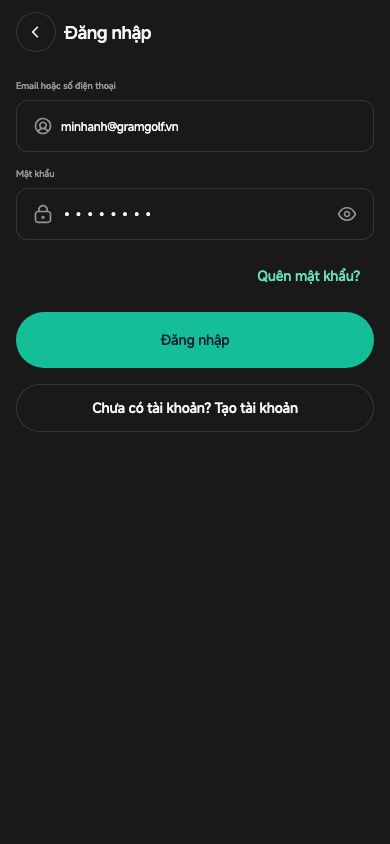 Đăng nhập
Email hoặc số điện thoại
minhanh@gramgolf.vn
Mật khẩu
Quên mật khẩu?
Đăng nhập
Chưa có tài khoản? Tạo tài khoản